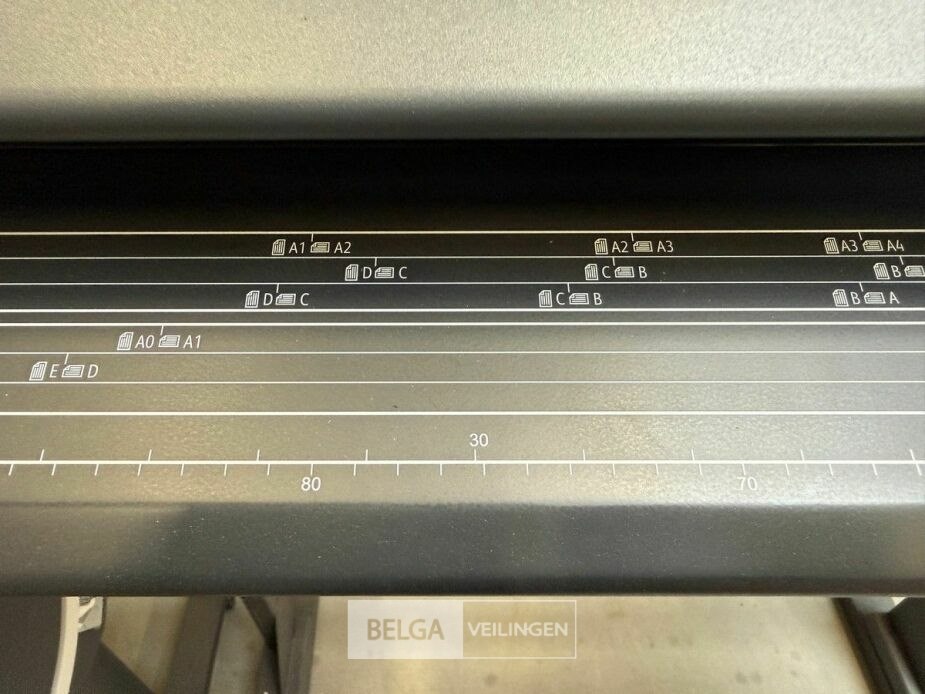 A1 A2 A2 A3 A3 A4
D C C B B
D C C B B A
A0 A1
E D
30
80 70
BELGA VEILINGEN